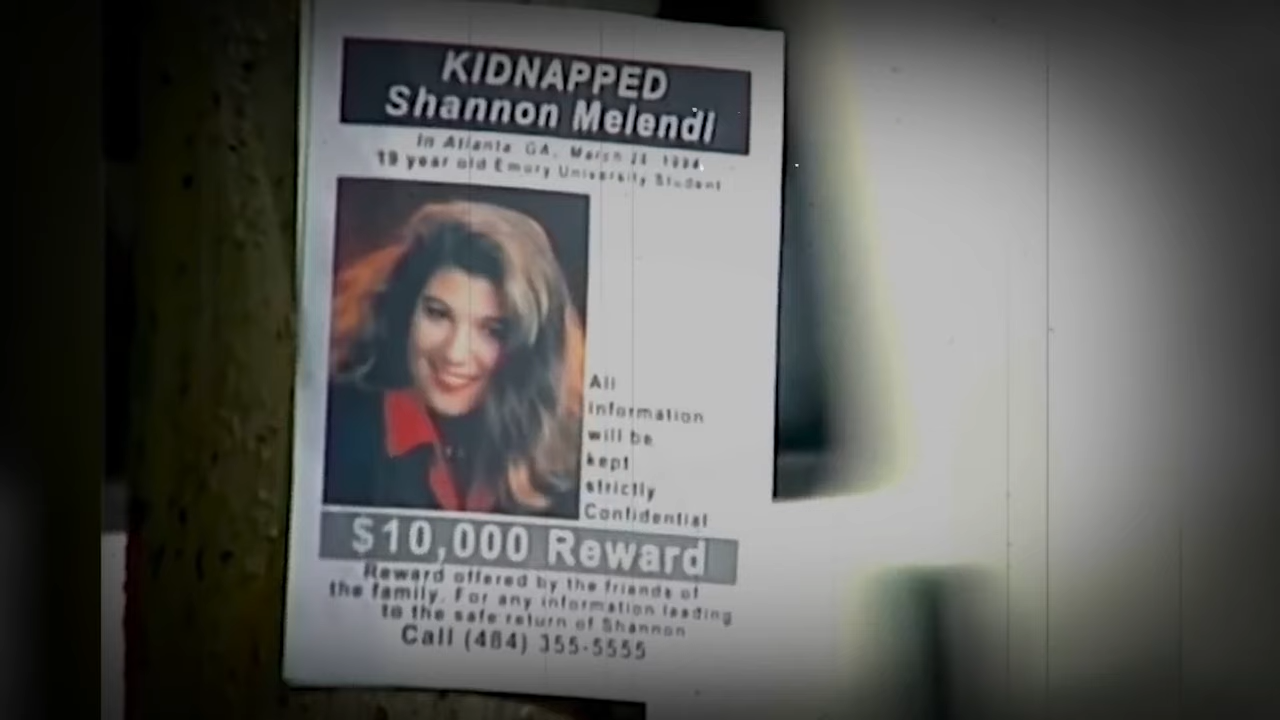 KIDNAPPED
Shannon Melendi
In Atlanta, GA, March 26, 1994
19 year old Emory University Student
All
information
will be
kept
strictly
Confidential
$10,000 Reward
Reward offered by the friends of
the family. For any information leading
to the safe return of Shannon
Call (484) 355-5555